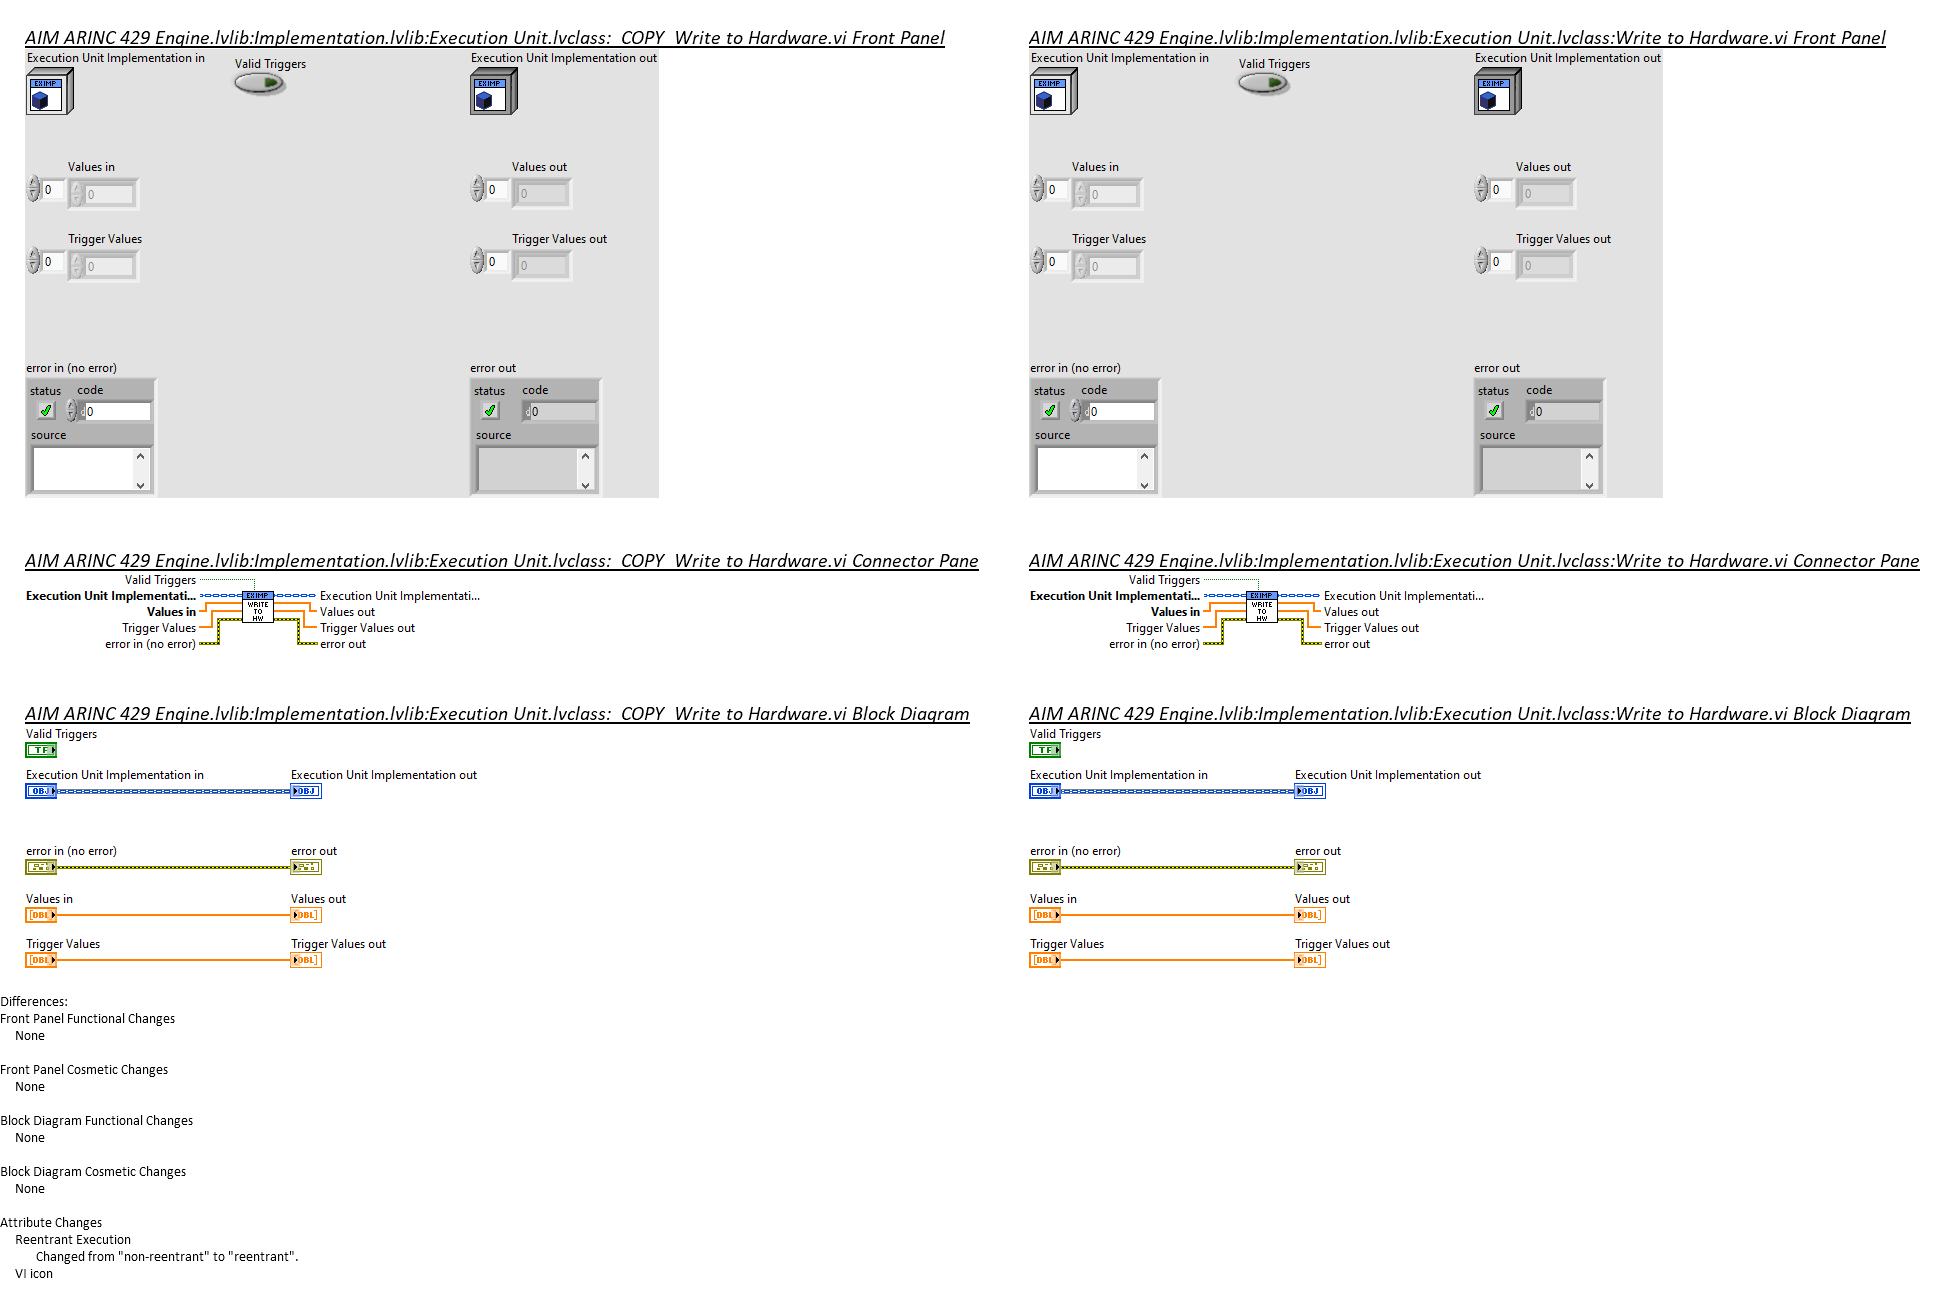 AIM ARINC 429 Engine.lvlib:Implementation.lvlib:Execution Unit.lvclass:_COPY_Write to Hardware.vi Front Panel
Execution Unit Implementation in
Valid Triggers
Execution Unit Implementation out
EXIMP
EXIMP
Values in
Values out
0
0
0
0
Trigger Values
Trigger Values out
0
0
0
0
error in (no error)
error out
status code
status code
d0
d0
source
source
AIM ARINC 429 Engine.lvlib:Implementation.lvlib:Execution Unit.lvclass:Write to Hardware.vi Front Panel
Execution Unit Implementation in
Valid Triggers
Execution Unit Implementation out
EXIMP
EXIMP
Values in
Values out
0
0
0
0
Trigger Values
Trigger Values out
0
0
0
0
error in (no error)
error out
status code
status code
d0
d0
source
source
AIM ARINC 429 Engine.lvlib:Implementation.lvlib:Execution Unit.lvclass:_COPY_Write to Hardware.vi Connector Pane
Valid Triggers
Execution Unit Implementati...
EXIMP
Execution Unit Implementati...
Values in
WRITE
TO
HW
Values out
Trigger Values
Trigger Values out
error in (no error)
error out
AIM ARINC 429 Engine.lvlib:Implementation.lvlib:Execution Unit.lvclass:Write to Hardware.vi Connector Pane
Valid Triggers
Execution Unit Implementati...
EXIMP
Execution Unit Implementati...
Values in
WRITE
TO
HW
Values out
Trigger Values
Trigger Values out
error in (no error)
error out
AIM ARINC 429 Engine.lvlib:Implementation.lvlib:Execution Unit.lvclass:_COPY_Write to Hardware.vi Block Diagram
Valid Triggers
TF
Execution Unit Implementation in
Execution Unit Implementation out
OBJ
OBJ
error in (no error)
error out
Values in
Values out
[DBL]
[DBL]
Trigger Values
Trigger Values out
[DBL]
[DBL]
AIM ARINC 429 Engine.lvlib:Implementation.lvlib:Execution Unit.lvclass:Write to Hardware.vi Block Diagram
Valid Triggers
TF
Execution Unit Implementation in
Execution Unit Implementation out
OBJ
OBJ
error in (no error)
error out
Values in
Values out
[DBL]
[DBL]
Trigger Values
Trigger Values out
[DBL]
[DBL]
Differences:
Front Panel Functional Changes
None
Front Panel Cosmetic Changes
None
Block Diagram Functional Changes
None
Block Diagram Cosmetic Changes
None
Attribute Changes
Reentrant Execution
Changed from "non-reentrant" to "reentrant".
VI icon